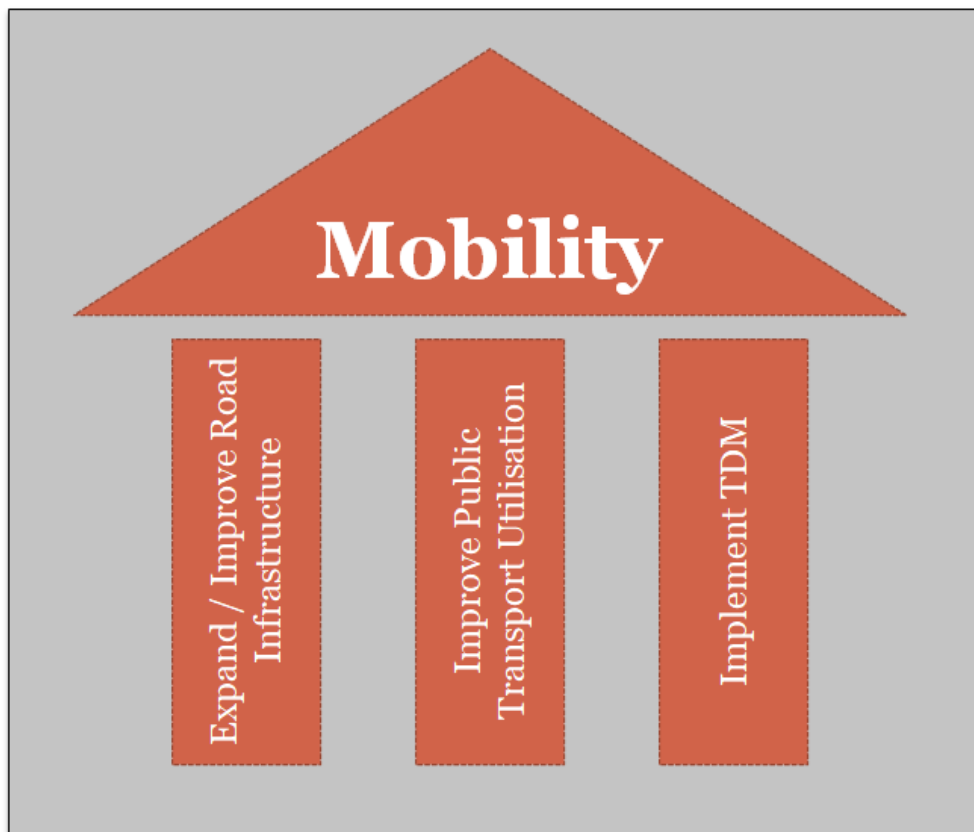 Mobility
Expand / Improve Road
Infrastructure
Improve Public
Transport Utilisation
Implement TDM